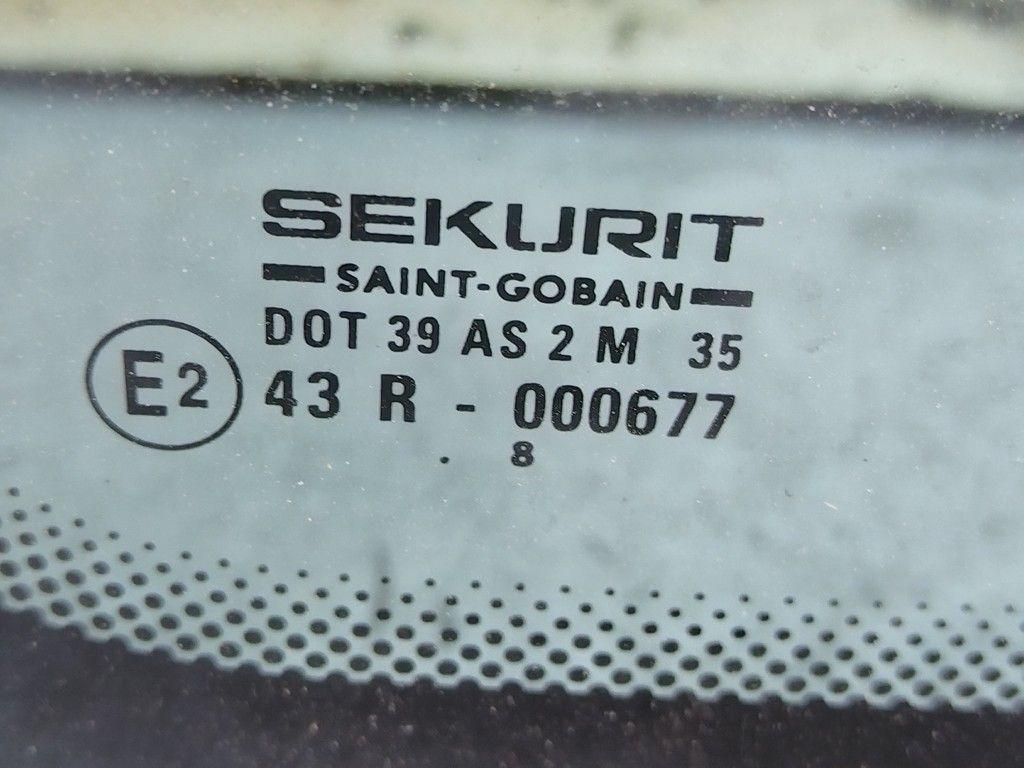 SEKURIT
SAINT-GOBAIN
DOT 39 AS 2 M 35
E2 43 R - 000677
. 8